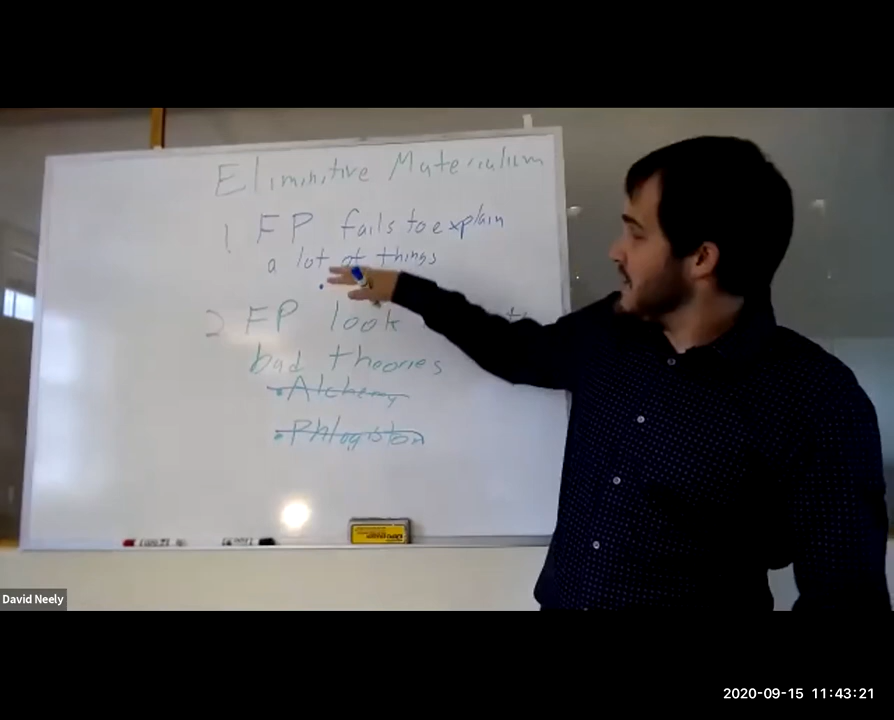 Eliminitive Materialism
1 FP fails to explain
a lot of things
2 FP look
bad theories
• Alchemy
• Phlogiston
David Neely
2020-09-15 11:43:21